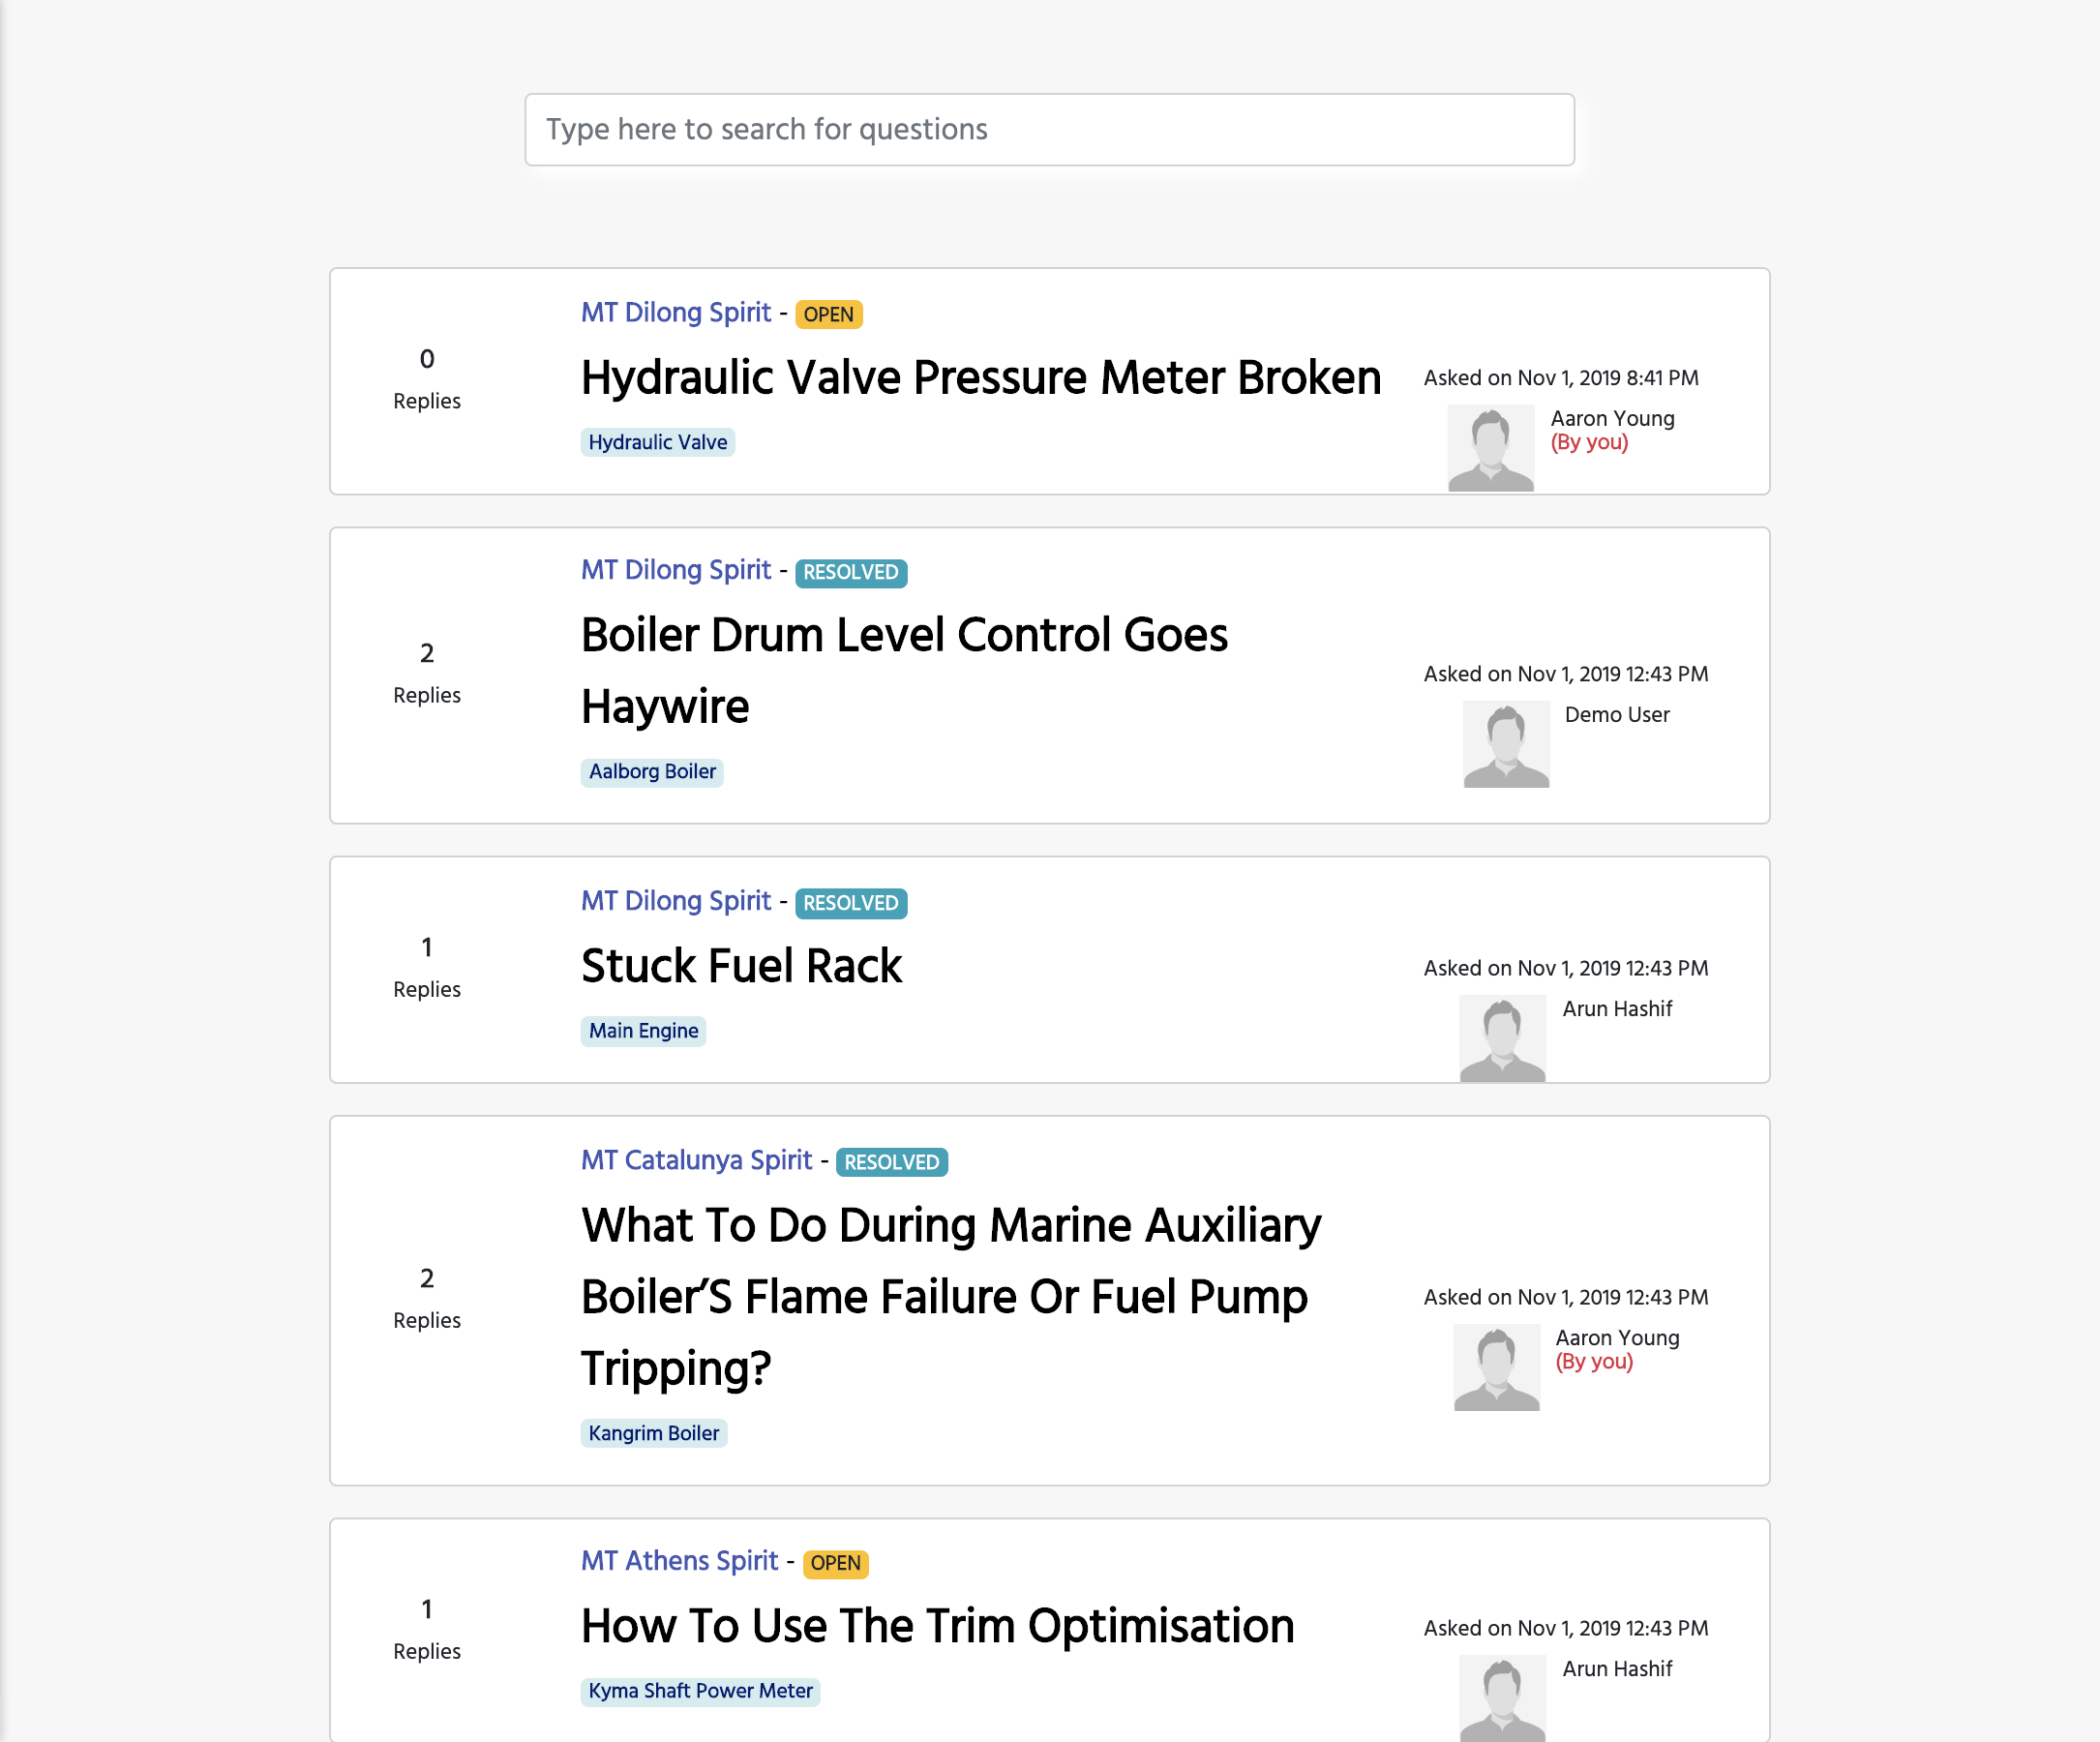 Type here to search for questions
MT Dilong Spirit - OPEN
0
Replies
Hydraulic Valve Pressure Meter Broken
Hydraulic Valve
Asked on Nov 1, 2019 8:41 PM
Aaron Young
(By you)
MT Dilong Spirit - RESOLVED
2
Replies
Boiler Drum Level Control Goes
Haywire
Aalborg Boiler
Asked on Nov 1, 2019 12:43 PM
Demo User
MT Dilong Spirit - RESOLVED
1
Replies
Stuck Fuel Rack
Main Engine
Asked on Nov 1, 2019 12:43 PM
Arun Hashif
MT Catalunya Spirit - RESOLVED
2
Replies
What To Do During Marine Auxiliary
Boiler’S Flame Failure Or Fuel Pump
Tripping?
Kangrim Boiler
Asked on Nov 1, 2019 12:43 PM
Aaron Young
(By you)
MT Athens Spirit - OPEN
1
Replies
How To Use The Trim Optimisation
Kyma Shaft Power Meter
Asked on Nov 1, 2019 12:43 PM
Arun Hashif